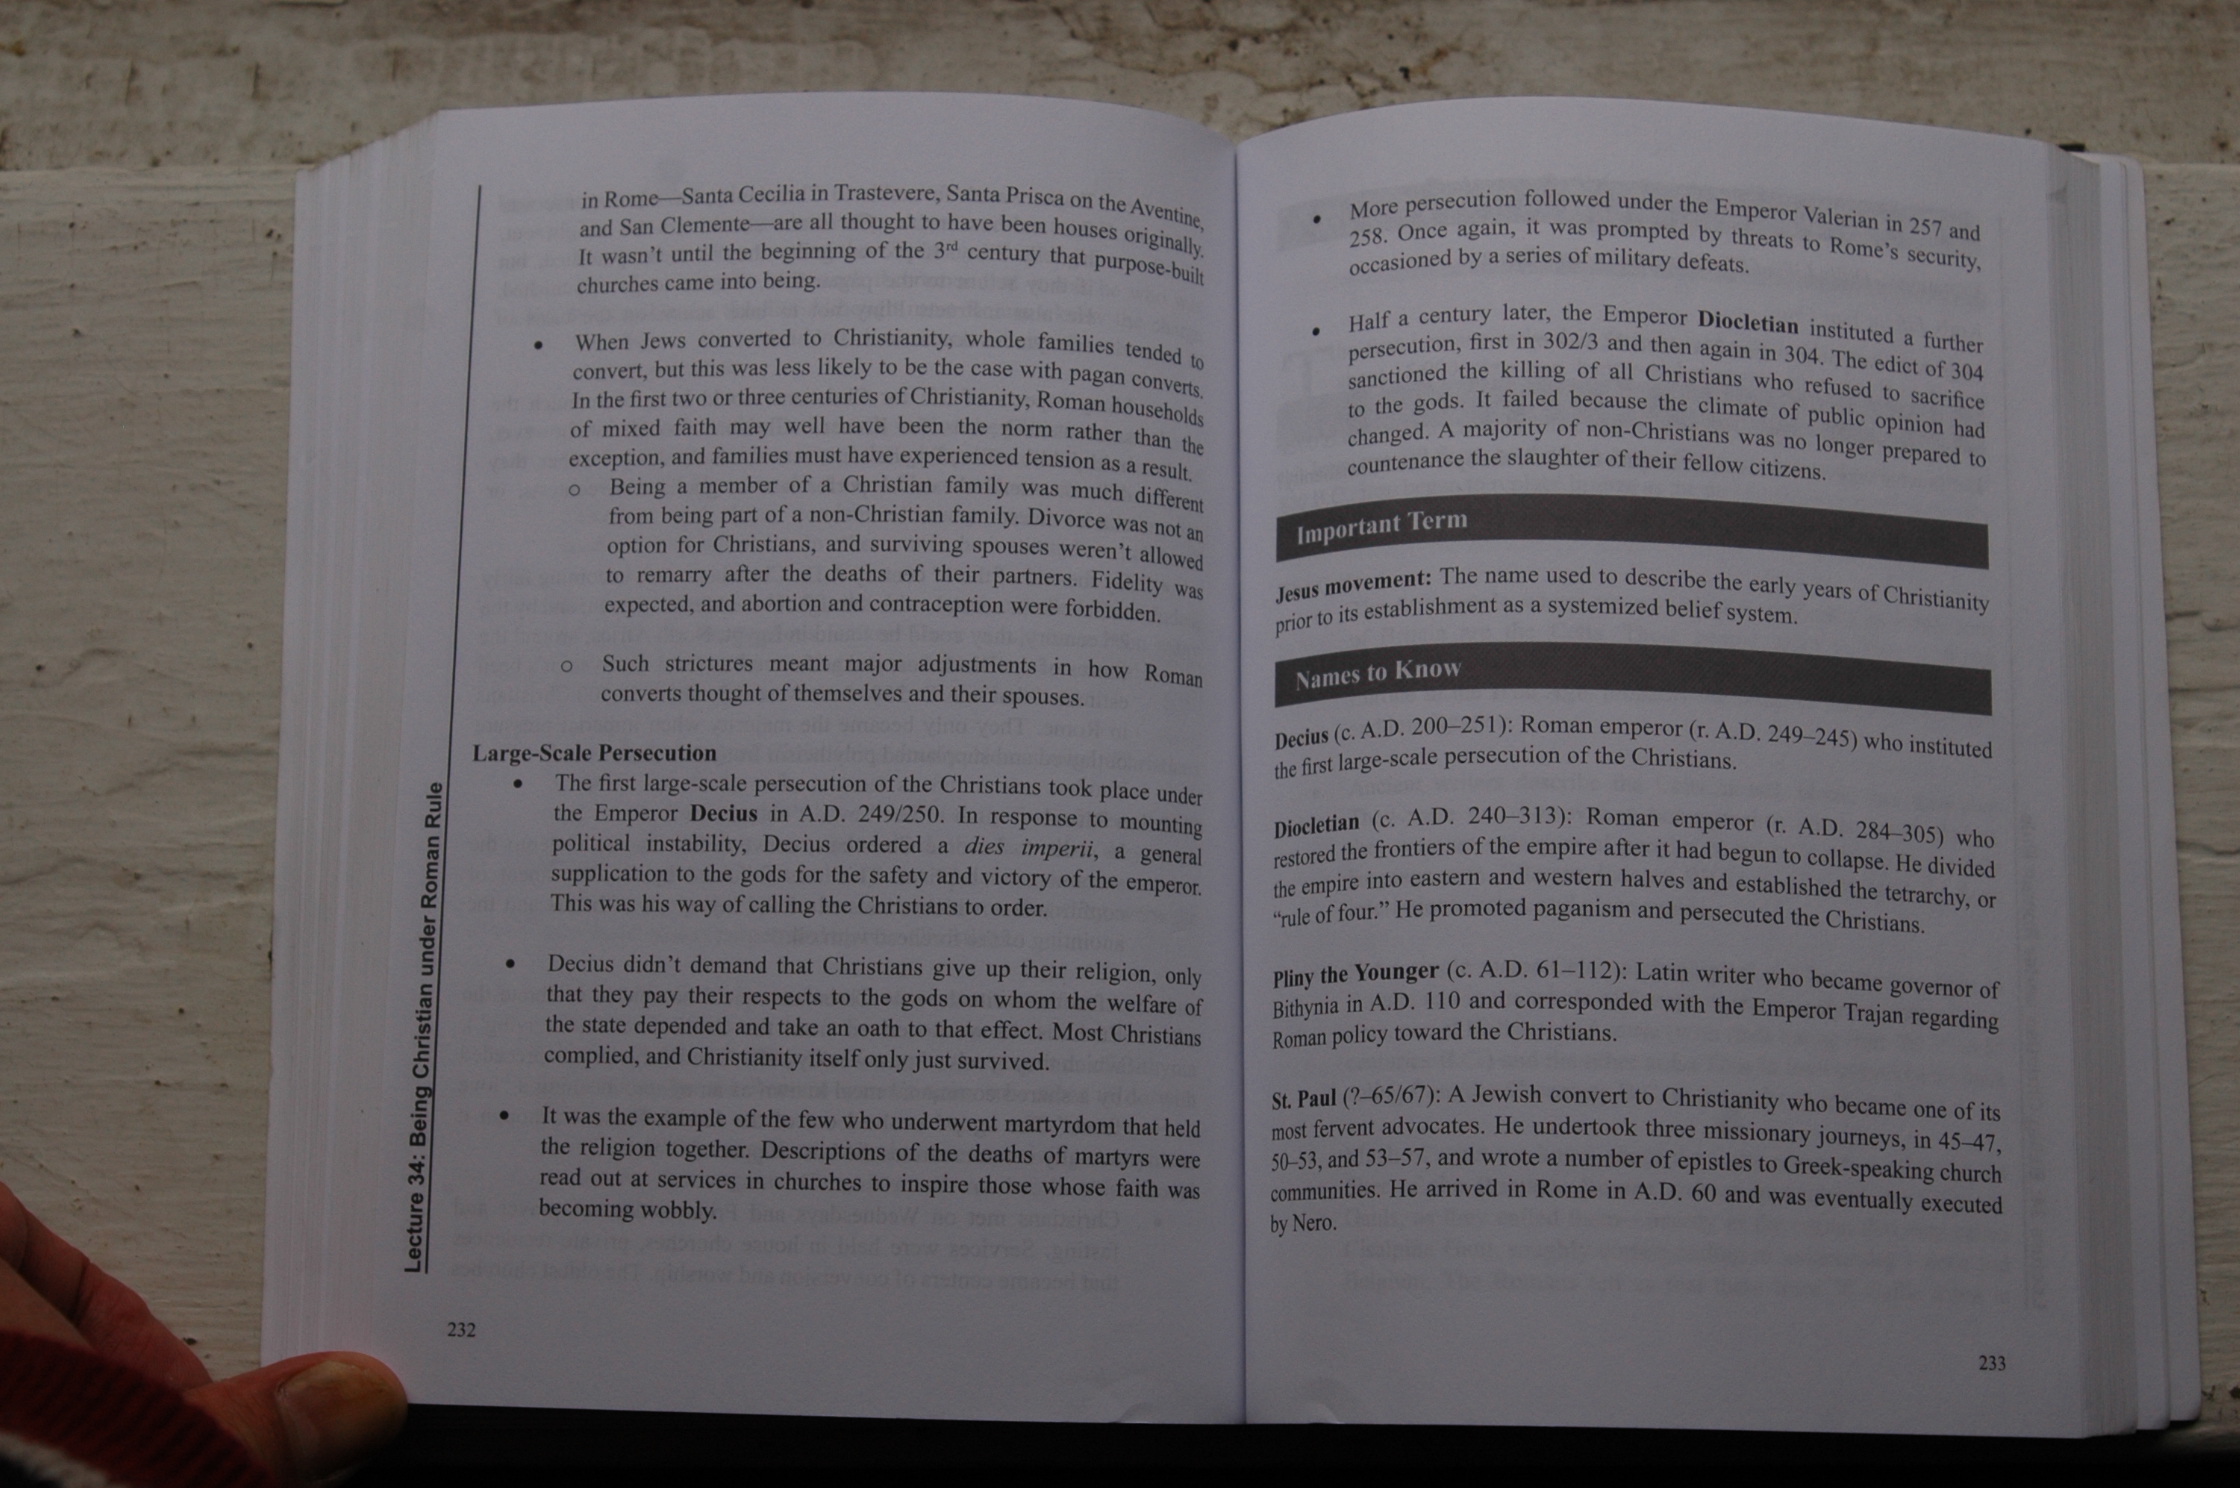 in Rome—Santa Cecilia in Trastevere, Santa Prisca on the Aventine,
and San Clemente—are all thought to have been houses originally.
It wasn't until the beginning of the 3rd century that purpose-built
churches came into being.
• When Jews converted to Christianity, whole families tended to
convert, but this was less likely to be the case with pagan converts.
In the first two or three centuries of Christianity, Roman households
of mixed faith may well have been the norm rather than the
exception, and families must have experienced tension as a result.
o Being a member of a Christian family was much different
from being part of a non-Christian family. Divorce was not an
option for Christians, and surviving spouses weren't allowed
to remarry after the deaths of their partners. Fidelity was
expected, and abortion and contraception were forbidden.
o Such strictures meant major adjustments in how Roman
converts thought of themselves and their spouses.
Large-Scale Persecution
• The first large-scale persecution of the Christians took place under
the Emperor Decius in A.D. 249/250. In response to mounting
political instability, Decius ordered a dies imperii, a general
supplication to the gods for the safety and victory of the emperor.
This was his way of calling the Christians to order.
• Decius didn't demand that Christians give up their religion, only
that they pay their respects to the gods on whom the welfare of
the state depended and take an oath to that effect. Most Christians
complied, and Christianity itself only just survived.
• It was the example of the few who underwent martyrdom that held
the religion together. Descriptions of the deaths of martyrs were
read out at services in churches to inspire those whose faith was
becoming wobbly.
Lecture 34: Being Christian under Roman Rule
232
• More persecution followed under the Emperor Valerian in 257 and
258. Once again, it was prompted by threats to Rome's security,
occasioned by a series of military defeats.
• Half a century later, the Emperor Diocletian instituted a further
persecution, first in 302/3 and then again in 304. The edict of 304
sanctioned the killing of all Christians who refused to sacrifice
to the gods. It failed because the climate of public opinion had
changed. A majority of non-Christians was no longer prepared to
countenance the slaughter of their fellow citizens.
Important Term
Jesus movement: The name used to describe the early years of Christianity
prior to its establishment as a systemized belief system.
Names to Know
Decius (c. A.D. 200–251): Roman emperor (r. A.D. 249–245) who instituted
the first large-scale persecution of the Christians.
Diocletian (c. A.D. 240–313): Roman emperor (r. A.D. 284–305) who
restored the frontiers of the empire after it had begun to collapse. He divided
the empire into eastern and western halves and established the tetrarchy, or
“rule of four.” He promoted paganism and persecuted the Christians.
Pliny the Younger (c. A.D. 61–112): Latin writer who became governor of
Bithynia in A.D. 110 and corresponded with the Emperor Trajan regarding
Roman policy toward the Christians.
St. Paul (?–65/67): A Jewish convert to Christianity who became one of its
most fervent advocates. He undertook three missionary journeys, in 45–47,
50–53, and 53–57, and wrote a number of epistles to Greek-speaking church
communities. He arrived in Rome in A.D. 60 and was eventually executed
by Nero.
233